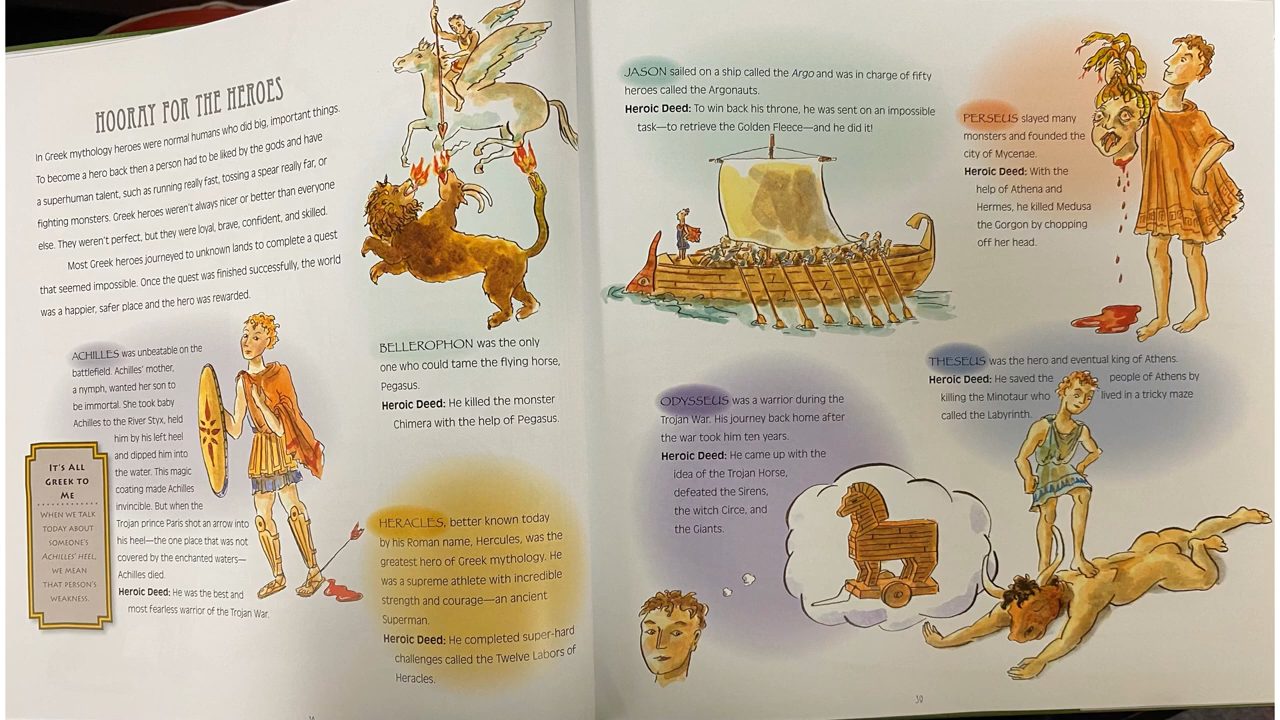 HOORAY FOR THE HEROES
In Greek mythology heroes were normal humans who did big, important things.
To become a hero back then a person had to be liked by the gods and have
a superhuman talent, such as running really fast, tossing a spear really far, or
fighting monsters. Greek heroes weren't always nicer or better than everyone
else. They weren't perfect, but they were loyal, brave, confident, and skilled.
Most Greek heroes journeyed to unknown lands to complete a quest
that seemed impossible. Once the quest was finished successfully, the world
was a happier, safer place and the hero was rewarded.
ACHILLES was unbeatable on the
battlefield. Achilles' mother,
a nymph, wanted her son to
be immortal. She took baby
Achilles to the River Styx, held
him by his left heel
and dipped him into
the water. This magic
coating made Achilles
invincible. But when the
Trojan prince Paris shot an arrow into
his heel—the one place that was not
covered by the enchanted waters—
Achilles died.
Heroic Deed: He was the best and
most fearless warrior of the Trojan War.
IT'S ALL
GREEK TO
ME
WHEN WE TALK
TODAY ABOUT
SOMEONE'S
ACHILLES' HEEL,
WE MEAN
THAT PERSON'S
WEAKNESS.
BELLEROPHON was the only
one who could tame the flying horse,
Pegasus.
Heroic Deed: He killed the monster
Chimera with the help of Pegasus.
HERACLES, better known today
by his Roman name, Hercules, was the
greatest hero of Greek mythology. He
was a supreme athlete with incredible
strength and courage—an ancient
Superman.
Heroic Deed: He completed super-hard
challenges called the Twelve Labors of
Heracles.
JASON sailed on a ship called the Argo and was in charge of fifty
heroes called the Argonauts.
Heroic Deed: To win back his throne, he was sent on an impossible
task—to retrieve the Golden Fleece—and he did it!
PERSEUS slayed many
monsters and founded the
city of Mycenae.
Heroic Deed: With the
help of Athena and
Hermes, he killed Medusa
the Gorgon by chopping
off her head.
ODYSSEUS was a warrior during the
Trojan War. His journey back home after
the war took him ten years.
Heroic Deed: He came up with the
idea of the Trojan Horse,
defeated the Sirens,
the witch Circe, and
the Giants.
THESEUS was the hero and eventual king of Athens.
Heroic Deed: He saved the people of Athens by
killing the Minotaur who lived in a tricky maze
called the Labyrinth.